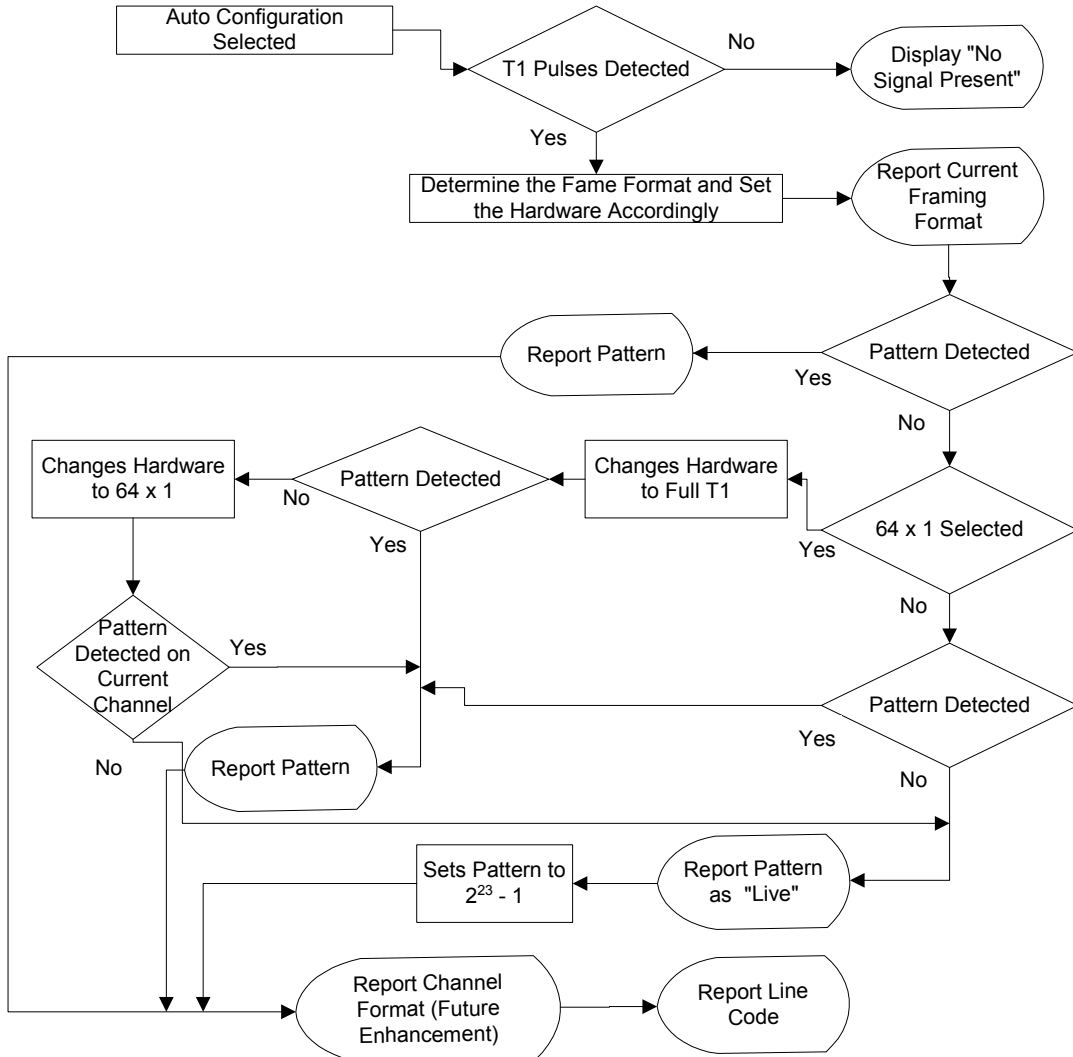 Auto Configuration
Selected
T1 Pulses Detected
No
Display "No
Signal Present"
Yes
Determine the Fame Format and Set
the Hardware Accordingly
Report Current
Framing
Format
Pattern Detected
Yes
Report Pattern
No
64 x 1 Selected
Yes
Changes Hardware
to Full T1
Pattern Detected
No
Changes Hardware
to 64 x 1
Yes
Pattern
Detected on
Current
Channel
Yes
No
No
Pattern Detected
Yes
No
Report Pattern
Report Pattern
as "Live"
Sets Pattern to
2²³ - 1
Report Channel
Format (Future
Enhancement)
Report Line
Code